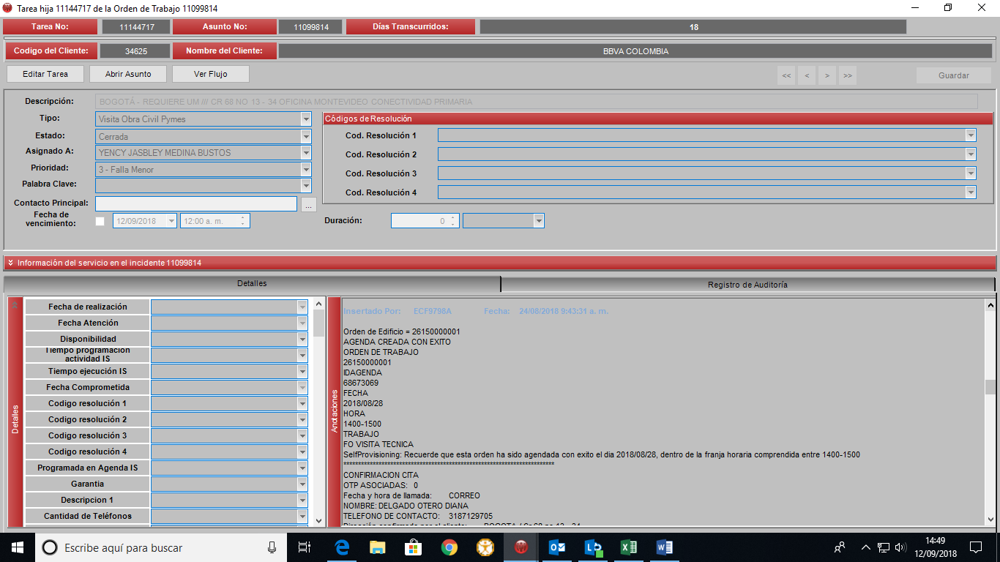 Tarea hija 11144717 de la Orden de Trabajo 11099814
Tarea No: 11144717 Asunto No: 11099814 Días Transcurridos: 18
Codigo del Cliente: 34625 Nombre del Cliente: BBVA COLOMBIA
Editar Tarea Abrir Asunto Ver Flujo << < > >> Guardar
Descripción: BOGOTÁ - REQUIERE UM /// CR 68 NO 13 - 34 OFICINA MONTEVIDEO CONECTIVIDAD PRIMARIA
Tipo: Visita Obra Civil Pymes
Estado: Cerrada
Asignado A: YENCY JASBLEY MEDINA BUSTOS
Prioridad: 3 - Falla Menor
Palabra Clave:
Contacto Principal: ...
Fecha de
vencimiento: 12/09/2018 12:00 a. m.
Códigos de Resolución
Cod. Resolución 1
Cod. Resolución 2
Cod. Resolución 3
Cod. Resolución 4
Duración: 0
Información del servicio en el incidente 11099814
Detalles Registro de Auditoría
Detalles
Fecha de realización
Fecha Atención
Disponibilidad
Tiempo programación
actividad IS
Tiempo ejecución IS
Fecha Comprometida
Codigo resolución 1
Codigo resolución 2
Codigo resolución 3
Codigo resolución 4
Programada en Agenda IS
Garantia
Descripcion 1
Cantidad de Teléfonos
Anotaciones
Insertado Por: ECF9798A Fecha: 24/08/2018 9:43:31 a. m.
Orden de Edificio = 26150000001
AGENDA CREADA CON EXITO
ORDEN DE TRABAJO
26150000001
IDAGENDA
68673069
FECHA
2018/08/28
HORA
1400-1500
TRABAJO
FO VISITA TECNICA
SelfProvisioning: Recuerde que esta orden ha sido agendada con exito el dia 2018/08/28, dentro de la franja horaria comprendida entre 1400-1500
CONFIRMACION CITA
OTP ASOCIADAS: 0
Fecha y hora de llamada: CORREO
NOMBRE: DELGADO OTERO DIANA
TELEFONO DE CONTACTO: 3187129705
Dirección confirmada por el cliente: BOGOTA / Cr 68 no 13 - 34
Escribe aquí para buscar
14:49
12/09/2018